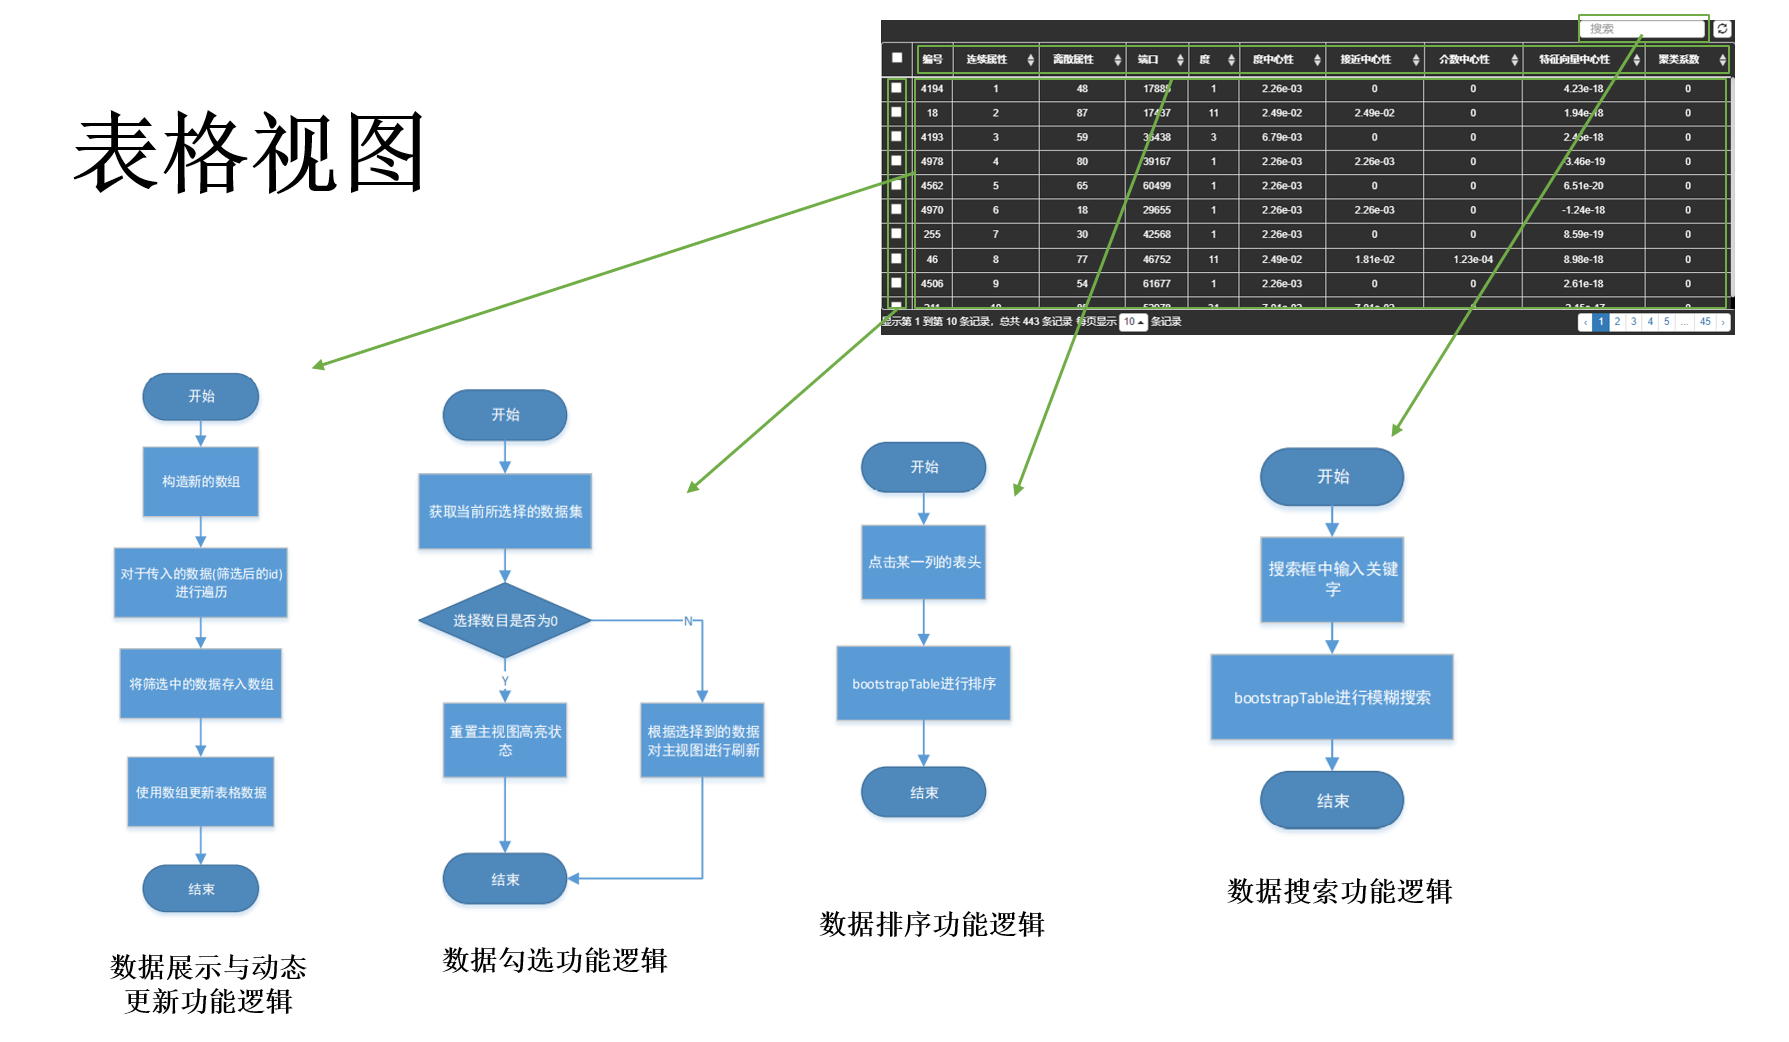 表格视图
搜索
编号 连续属性 离散属性 端口 度 度中心性 接近中心性 介数中心性 特征向量中心性 聚类系数
4194 1 48 17885 1 2.26e-03 0 0 4.23e-18 0
18 2 87 17437 11 2.49e-02 2.49e-02 0 1.94e-18 0
4193 3 59 35438 3 6.79e-03 0 0 2.45e-18 0
4978 4 80 39167 1 2.26e-03 2.26e-03 0 -3.46e-19 0
4562 5 65 60499 1 2.26e-03 0 0 6.51e-20 0
4970 6 18 29655 1 2.26e-03 2.26e-03 0 -1.24e-18 0
255 7 30 42568 1 2.26e-03 0 0 8.59e-19 0
46 8 77 46752 11 2.49e-02 1.81e-02 1.23e-04 8.98e-18 0
4506 9 54 61677 1 2.26e-03 0 0 2.61e-18 0
显示第 1 到第 10 条记录，总共 443 条记录 每页显示 10 条记录
‹ 1 2 3 4 5 ... 45 ›
开始
构造新的数组
对于传入的数据(筛选后的id)
进行遍历
将筛选中的数据存入数组
使用数组更新表格数据
结束
数据展示与动态
更新功能逻辑
开始
获取当前所选择的数据集
选择数目是否为0
N
Y
重置主视图高亮状
态
根据选择到的数据
对主视图进行刷新
结束
数据勾选功能逻辑
开始
点击某一列的表头
bootstrapTable进行排序
结束
数据排序功能逻辑
开始
搜索框中输入关键
字
bootstrapTable进行模糊搜索
结束
数据搜索功能逻辑